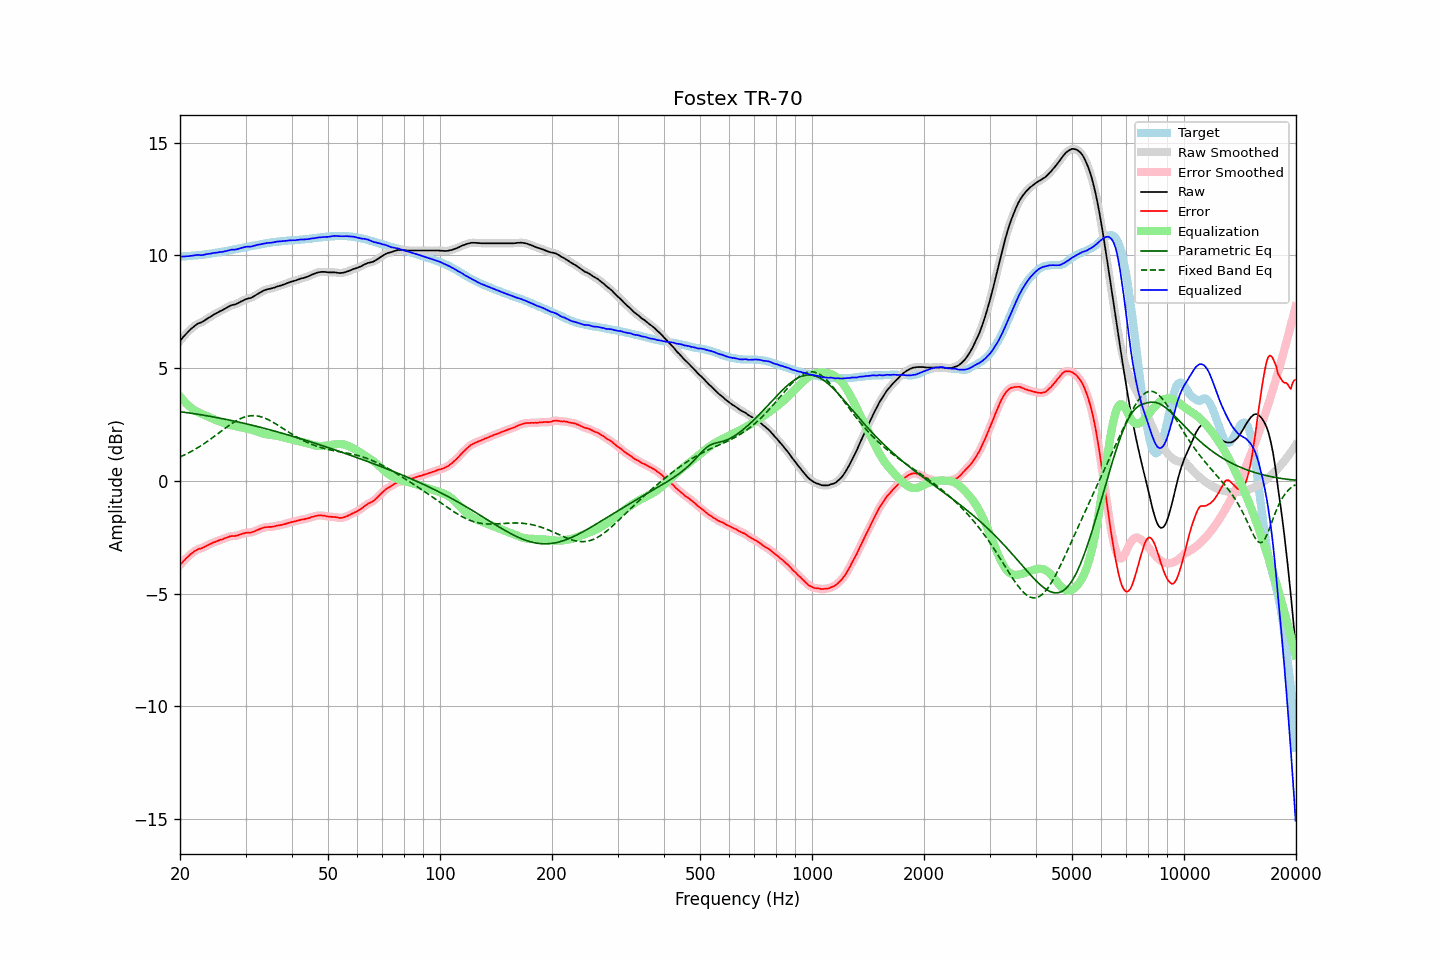 Fostex TR-70
Amplitude (dBr)
15
10
5
0
−5
−10
−15
20
50
100
200
500
1000
2000
5000
10000
20000
Frequency (Hz)
Target
Raw Smoothed
Error Smoothed
Raw
Error
Equalization
Parametric Eq
Fixed Band Eq
Equalized